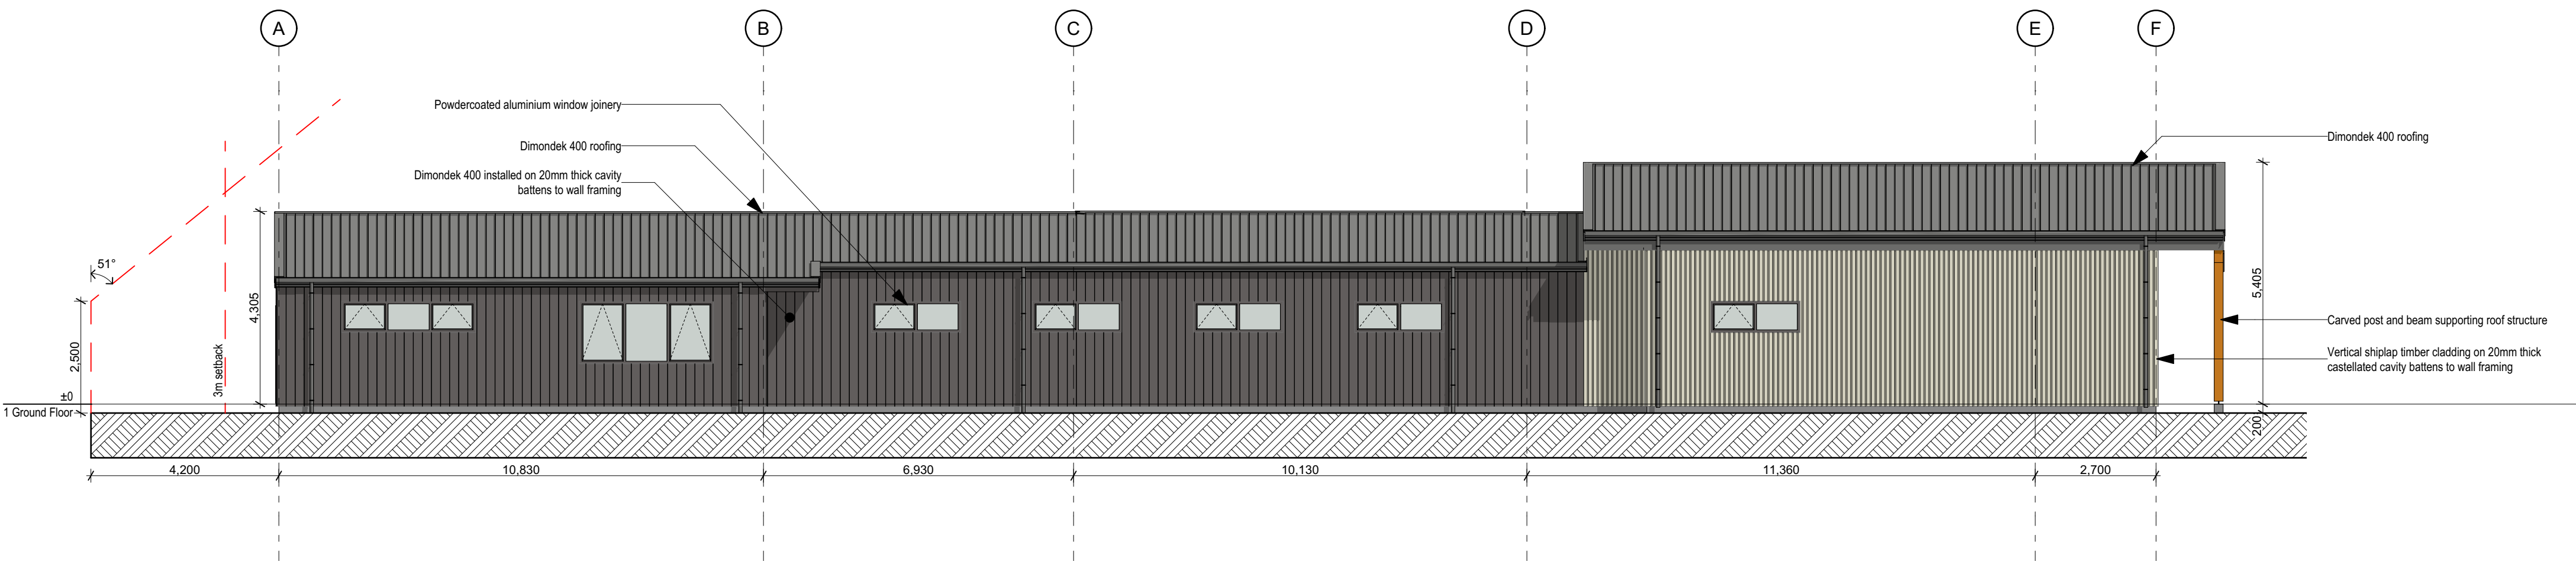 A
B
C
D
E
F
Powdercoated aluminium window joinery
Dimondek 400 roofing
Dimondek 400 installed on 20mm thick cavity
battens to wall framing
Dimondek 400 roofing
51°
4,305
2,500
3m setback
5,405
Carved post and beam supporting roof structure
Vertical shiplap timber cladding on 20mm thick
castellated cavity battens to wall framing
±0
1 Ground Floor
200
4,200
10,830
6,930
10,130
11,360
2,700